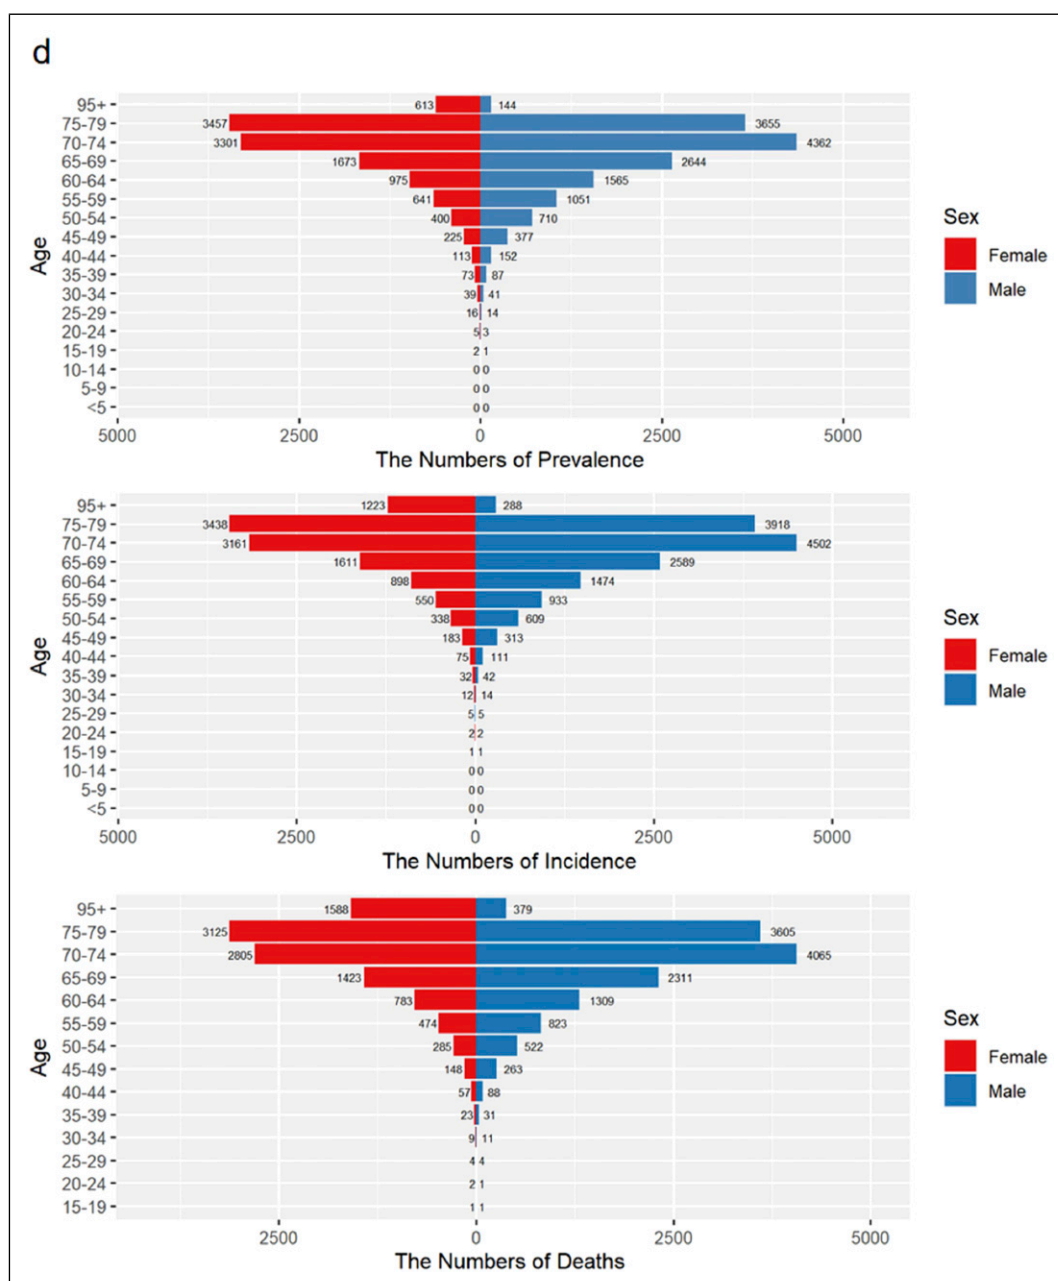 d
95+ 613 144
75-79 3457 3655
70-74 3301 4362
65-69 1673 2644
60-64 975 1565
55-59 641 1051
50-54 400 710
45-49 225 377
40-44 113 152
35-39 73 87
30-34 39 41
25-29 16 14
20-24 5 3
15-19 2 1
10-14 0 0
5-9 0 0
<5 0 0
Age
5000 2500 0 2500 5000
The Numbers of Prevalence
Sex
Female
Male
95+ 1223 288
75-79 3438 3918
70-74 3161 4502
65-69 1611 2589
60-64 898 1474
55-59 550 933
50-54 338 609
45-49 183 313
40-44 75 111
35-39 32 42
30-34 12 14
25-29 5 5
20-24 2 2
15-19 1 1
10-14 0 0
5-9 0 0
<5 0 0
Age
5000 2500 0 2500 5000
The Numbers of Incidence
Sex
Female
Male
95+ 1588 379
75-79 3125 3605
70-74 2805 4065
65-69 1423 2311
60-64 783 1309
55-59 474 823
50-54 285 522
45-49 148 263
40-44 57 88
35-39 23 31
30-34 9 11
25-29 4 4
20-24 2 1
15-19 1 1
Age
2500 0 2500 5000
The Numbers of Deaths
Sex
Female
Male